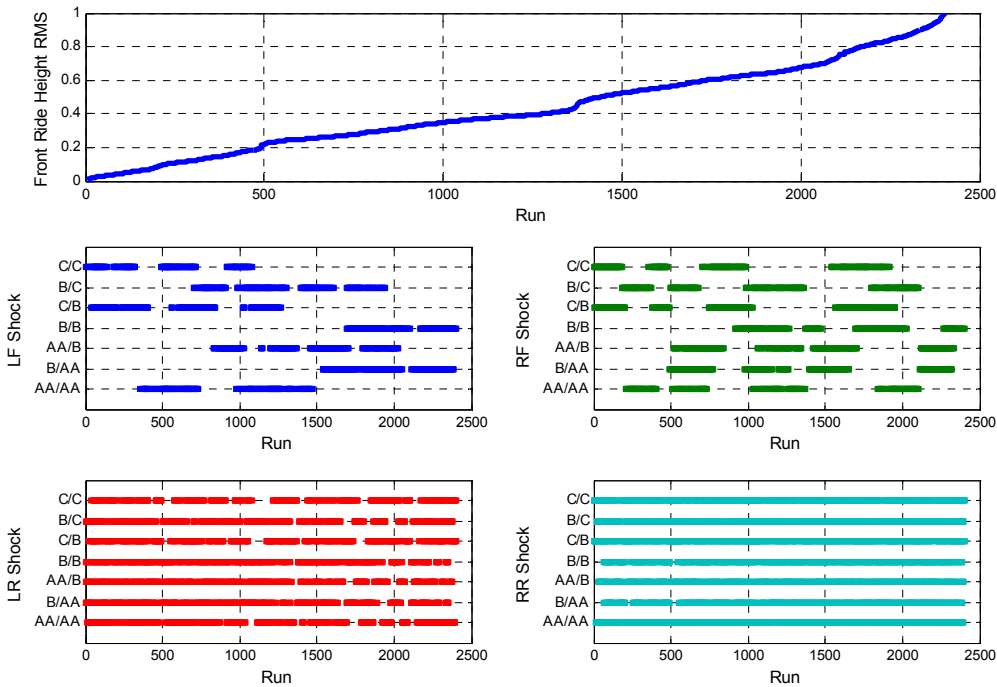 Front Ride Height RMS
1
0.8
0.6
0.4
0.2
0
0 500 1000 1500 2000 2500
Run
LF Shock
C/C
B/C
C/B
B/B
AA/B
B/AA
AA/AA
0 500 1000 1500 2000 2500
Run
RF Shock
C/C
B/C
C/B
B/B
AA/B
B/AA
AA/AA
0 500 1000 1500 2000 2500
Run
LR Shock
C/C
B/C
C/B
B/B
AA/B
B/AA
AA/AA
0 500 1000 1500 2000 2500
Run
RR Shock
C/C
B/C
C/B
B/B
AA/B
B/AA
AA/AA
0 500 1000 1500 2000 2500
Run